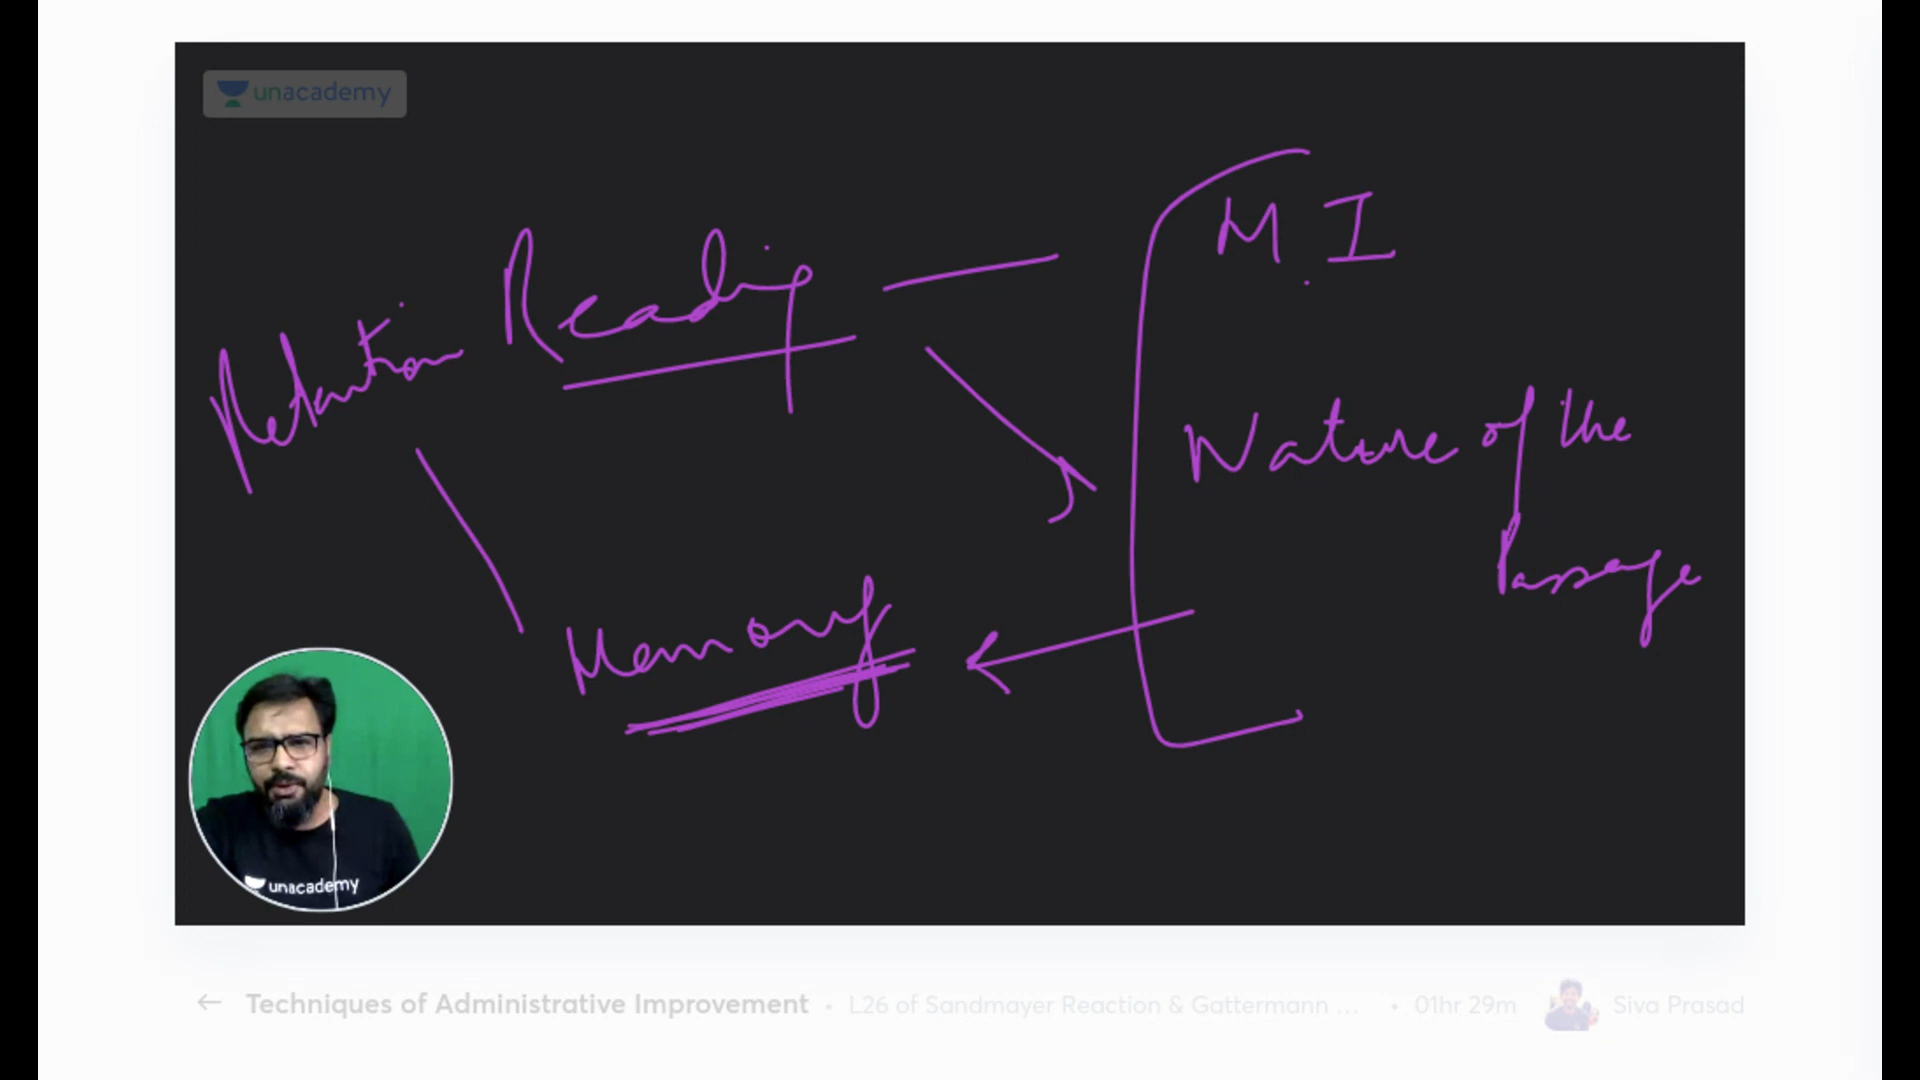 unacademy
M.I
Reading
Retention
Nature of the
Passage
Memory
unacademy
← Techniques of Administrative Improvement • L26 of Sandmayer Reaction & Gattermann ... • 01hr 29m Siva Prasad